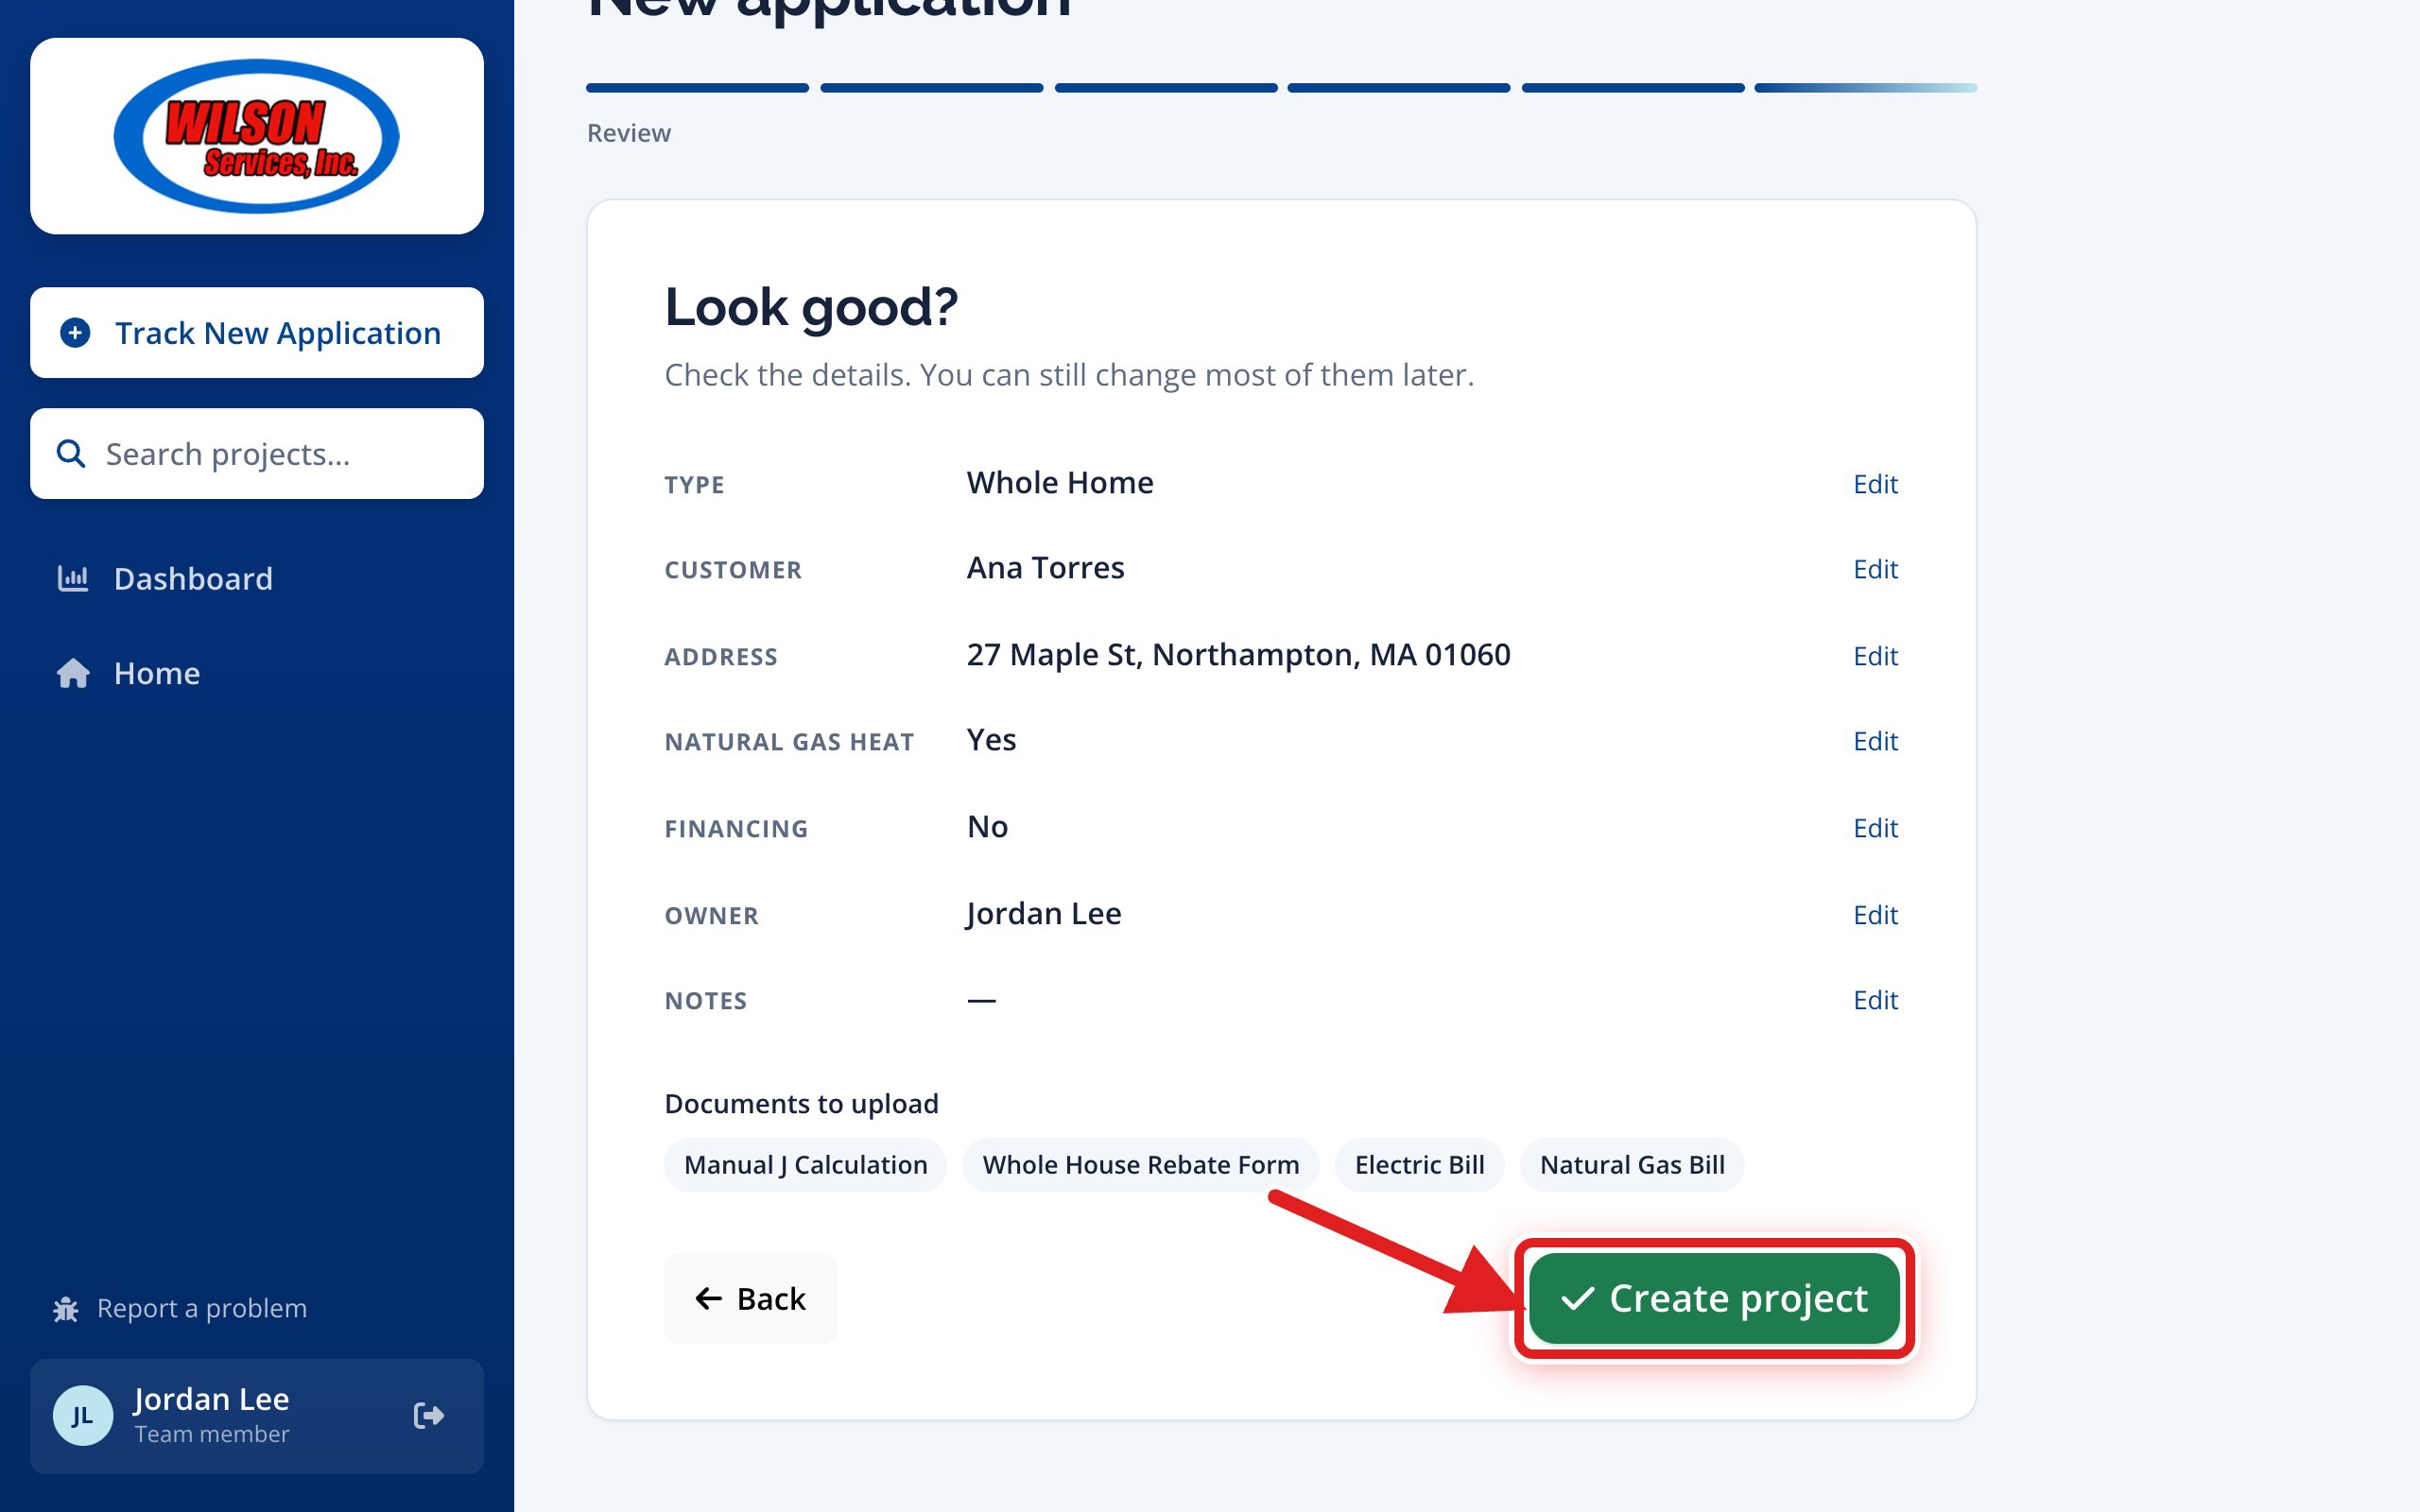 WILSON
Services, Inc.
Track New Application
Search projects...
Dashboard
Home
Report a problem
JL
Jordan Lee
Team member
New application
Review
Look good?
Check the details. You can still change most of them later.
TYPE Whole Home Edit
CUSTOMER Ana Torres Edit
ADDRESS 27 Maple St, Northampton, MA 01060 Edit
NATURAL GAS HEAT Yes Edit
FINANCING No Edit
OWNER Jordan Lee Edit
NOTES — Edit
Documents to upload
Manual J Calculation Whole House Rebate Form Electric Bill Natural Gas Bill
Back Create project